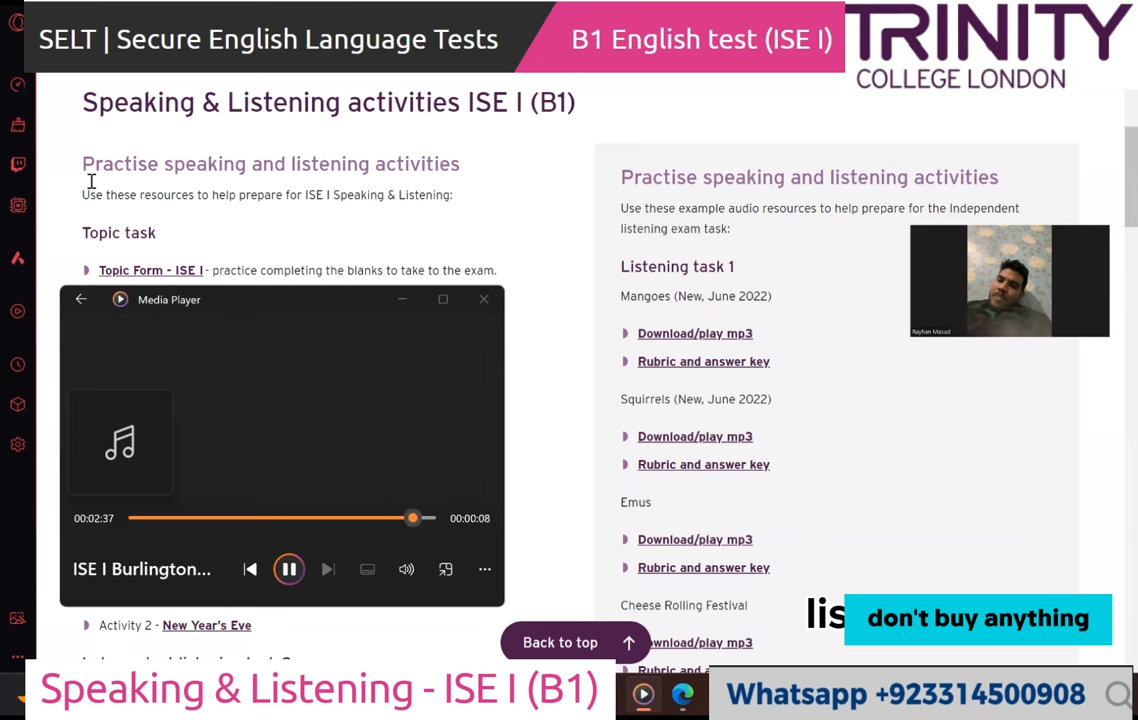 SELT | Secure English Language Tests
B1 English test (ISE I)
TRINITY
COLLEGE LONDON
Speaking & Listening activities ISE I (B1)
Practise speaking and listening activities
Use these resources to help prepare for ISE I Speaking & Listening:
Topic task
Topic Form - ISE I - practice completing the blanks to take to the exam.
Media Player
00:02:37
00:00:08
ISE I Burlington...
Activity 2 - New Year's Eve
Back to top
Practise speaking and listening activities
Use these example audio resources to help prepare for the Independent
listening exam task:
Listening task 1
Mangoes (New, June 2022)
Download/play mp3
Rubric and answer key
Squirrels (New, June 2022)
Download/play mp3
Rubric and answer key
Emus
Download/play mp3
Rubric and answer key
Cheese Rolling Festival
ownload/play mp3
Rayhan Masud
lis
don't buy anything
Speaking & Listening - ISE I (B1)
Whatsapp +923314500908